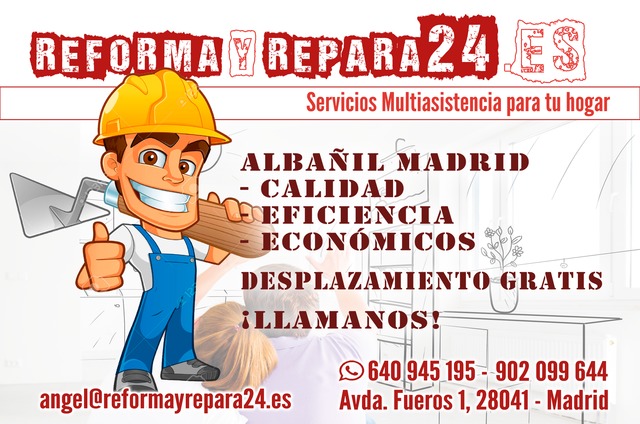 REFORMA Y REPARA24.ES
Servicios Multiasistencia para tu hogar
ALBAÑIL MADRID
- CALIDAD
- EFICIENCIA
- ECONÓMICOS
DESPLAZAMIENTO GRATIS
¡LLAMANOS!
640 945 195 - 902 099 644
angel@reformayrepara24.es
Avda. Fueros 1, 28041 - Madrid